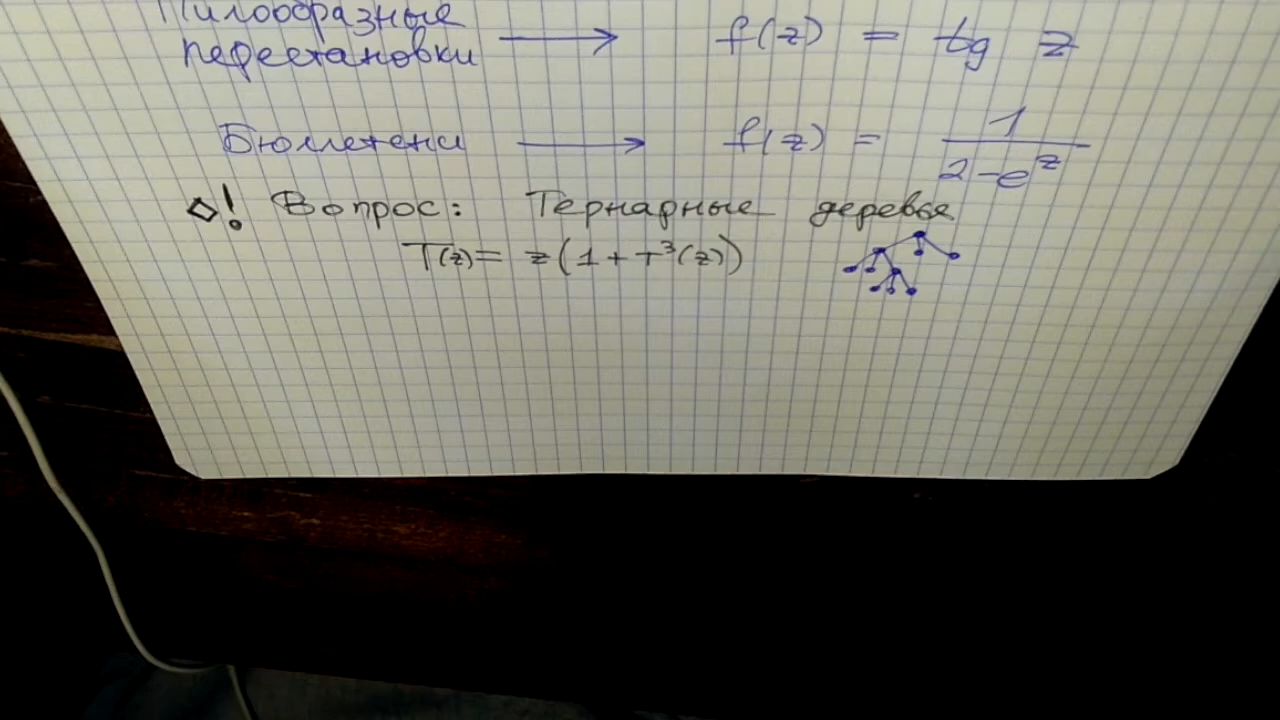 Пилообразные
перестановки → f(z) = tg z
Бюллетени → f(z) = 1/(2-e^z)
◇! Вопрос: Тернарные деревья
T(z) = z(1+T³(z))